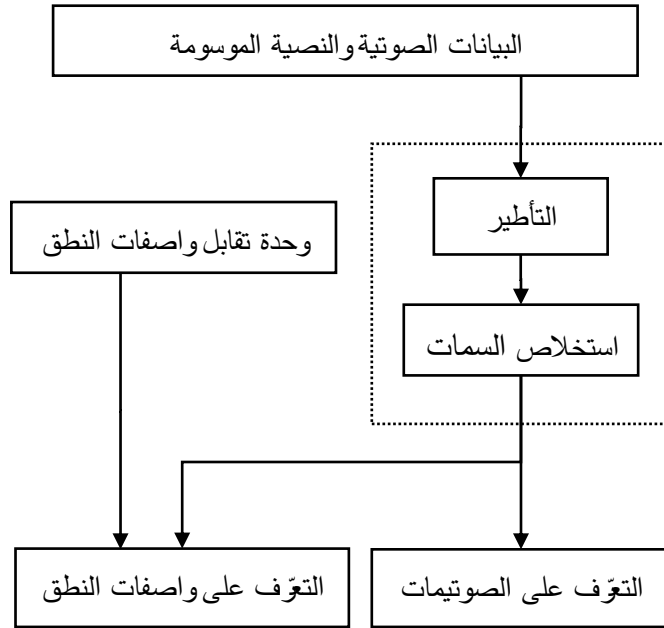 البيانات الصوتية والنصية الموسومة
التأطير
وحدة تقابل واصفات النطق
استخلاص السمات
التعرّف على الصوتيمات
التعرّف على واصفات النطق